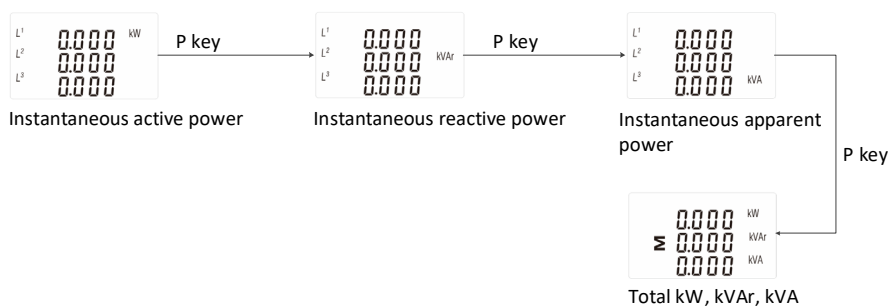 L¹ 0.000 kW
L² 0.000
L³ 0.000
Instantaneous active power
P key
L¹ 0.000
L² 0.000 kVAr
L³ 0.000
Instantaneous reactive power
P key
L¹ 0.000
L² 0.000
L³ 0.000 kVA
Instantaneous apparent
power
P key
0.000 kW
Σ 0.000 kVAr
0.000 kVA
Total kW, kVAr, kVA